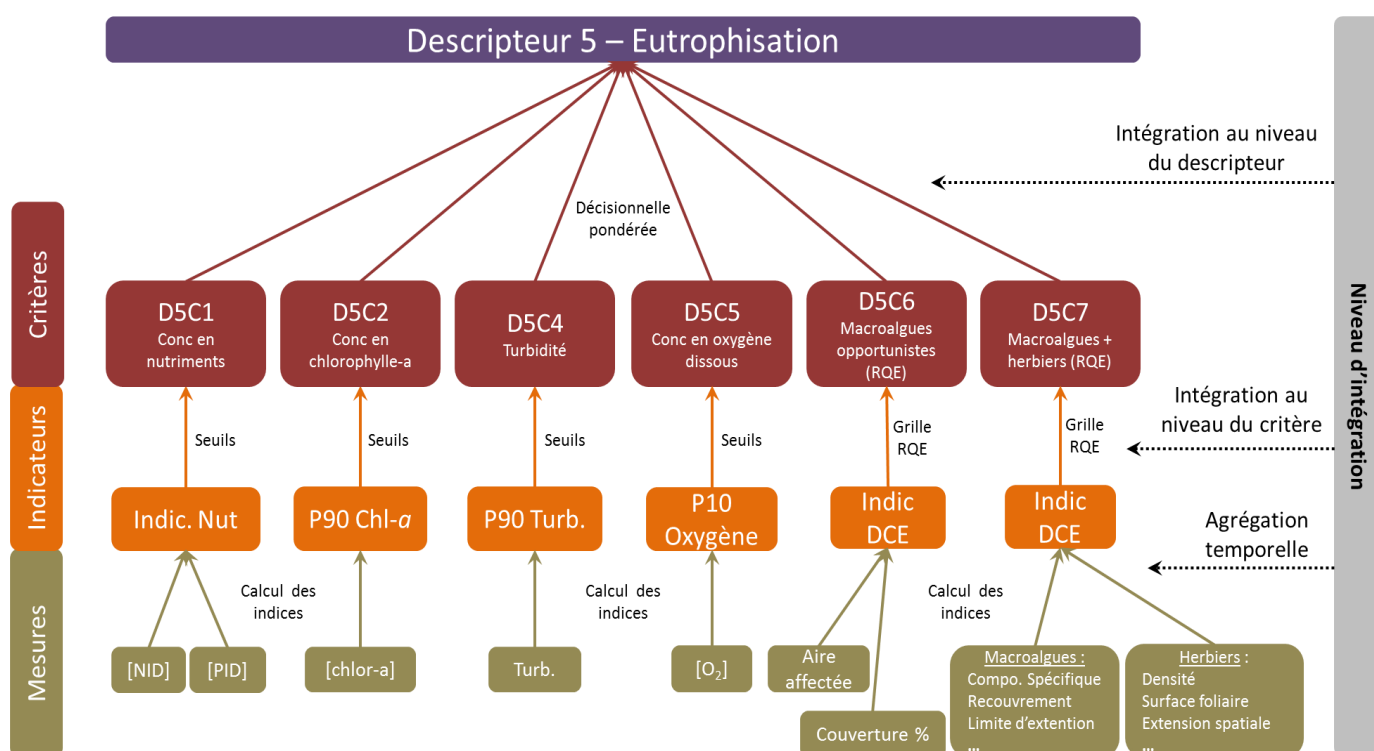 Descripteur 5 – Eutrophisation
Intégration au niveau
du descripteur
Décisionnelle
pondérée
Critères
D5C1
Conc en
nutriments
D5C2
Conc en
chlorophylle-a
D5C4
Turbidité
D5C5
Conc en oxygène
dissous
D5C6
Macroalgues
opportunistes
(RQE)
D5C7
Macroalgues +
herbiers (RQE)
Niveau d'intégration
Intégration au
niveau du critère
Indicateurs
Seuils
Seuils
Seuils
Seuils
Grille
RQE
Grille
RQE
Indic. Nut
P90 Chl-a
P90 Turb.
P10
Oxygène
Indic
DCE
Indic
DCE
Agrégation
temporelle
Mesures
Calcul des
indices
Calcul des
indices
Calcul des
indices
[NID]
[PID]
[chlor-a]
Turb.
[O₂]
Aire
affectée
Couverture %
Macroalgues :
Compo. Spécifique
Recouvrement
Limite d'extention
...
Herbiers :
Densité
Surface foliaire
Extension spatiale
...